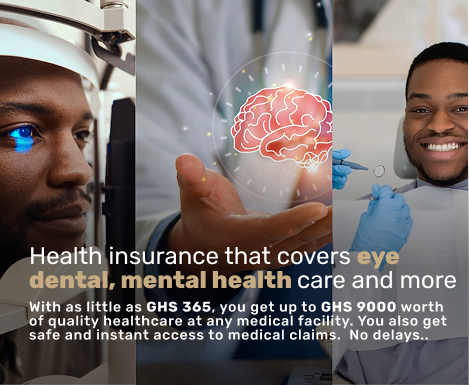 Health insurance that covers eye
dental, mental health care and more
With as little as GHS 365, you get up to GHS 9000 worth
of quality healthcare at any medical facility. You also get
safe and instant access to medical claims. No delays..